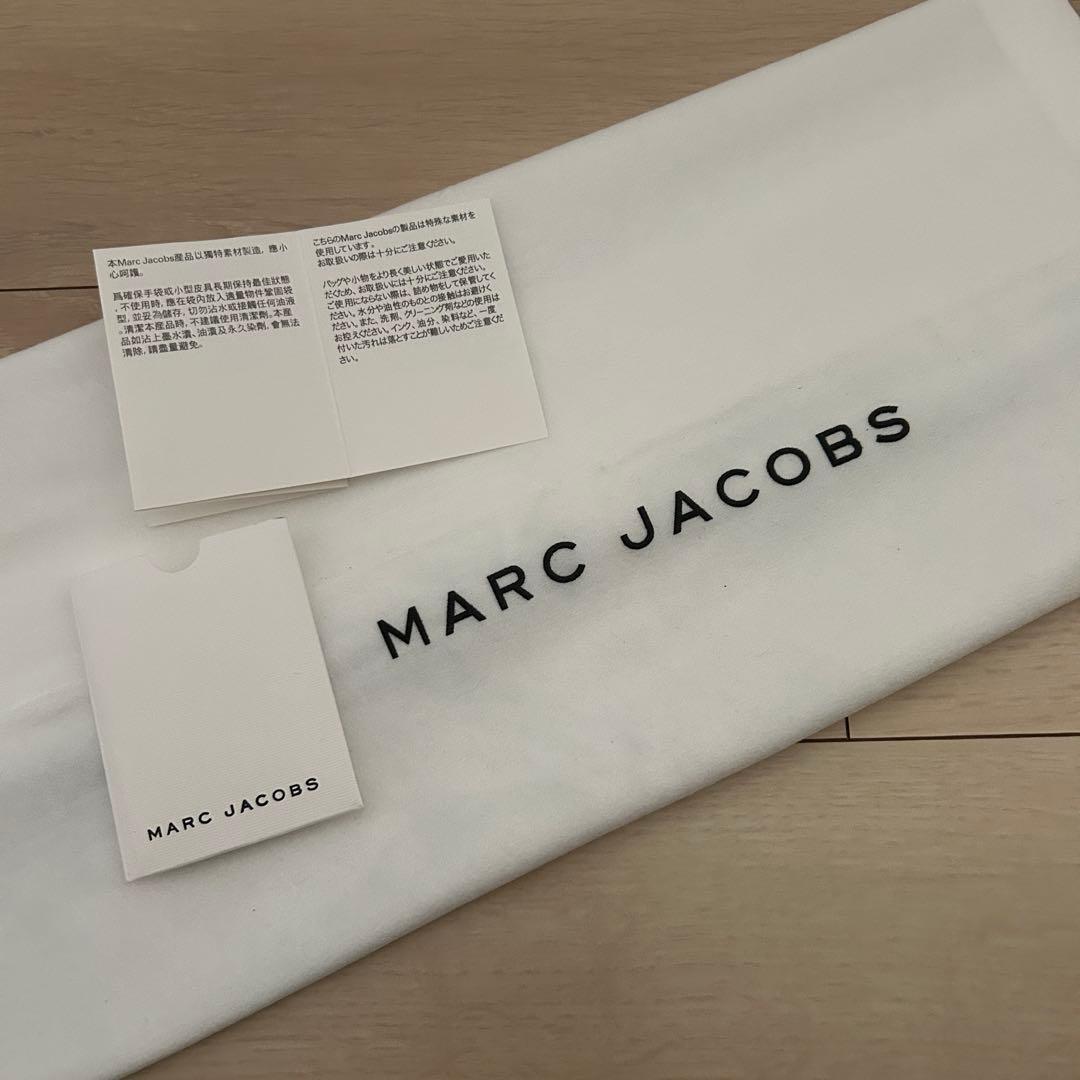 本Marc Jacobs産品以獨特素材製造，應小
心呵護。
爲確保手袋或小型皮具長期保持最佳狀態
，不使用時，應在袋內放入適量物件鞏固袋
型，並妥為儲存，切勿沾水或接觸任何油液
。清潔本産品時，不建議使用清潔劑。本産
品如沾上墨水漬、油漬及永久染劑，會無法
清除，請盡量避免。
こちらのMarc Jacobsの製品は特殊な素材を
使用しています。
お取扱いの際は十分にご注意ください。
バッグや小物をより長く美しい状態でご愛用いた
だくため、お取扱いには十分にご注意ください。
ご使用にならない際は、詰め物をして保管してく
ださい。水分や油性のものとの接触はお避けく
ださい。また、洗剤、クリーニング剤などの使用は
お控えください。インク、油分、染料など、一度
付いた汚れは落とすことが難しいためご注意くだ
さい。
MARC JACOBS
MARC JACOBS